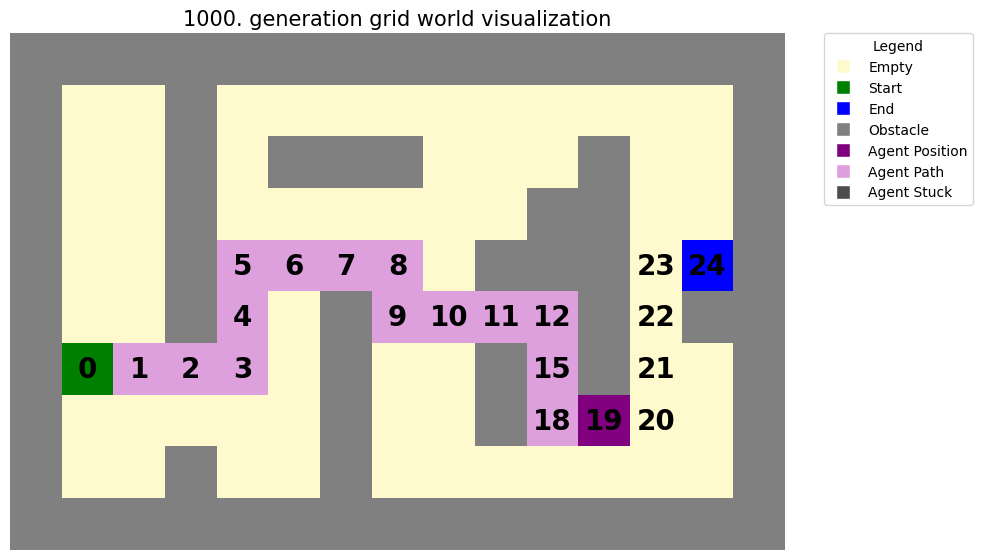 1000. generation grid world visualization
Legend
Empty
Start
End
Obstacle
Agent Position
Agent Path
Agent Stuck
5 6 7 8 23 24
4 9 10 11 12 22
0 1 2 3 15 21
18 19 20